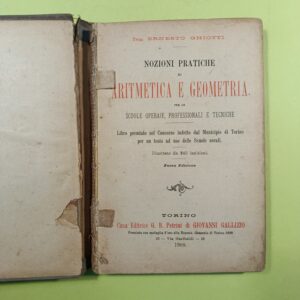 ERNESTO GHIOTTI
NOZIONI PRATICHE
DI
ARITMETICA E GEOMETRIA
PER LE
SCUOLE OPERAIE, PROFESSIONALI E TECNICHE
Libro premiato nel Concorso indetto dal Municipio di Torino
per un testo ad uso delle Scuole serali.
Edizione
TORINO
Casa Editrice G. B. Petrini di GIOVANNI GALLIZIO
Via Garibaldi